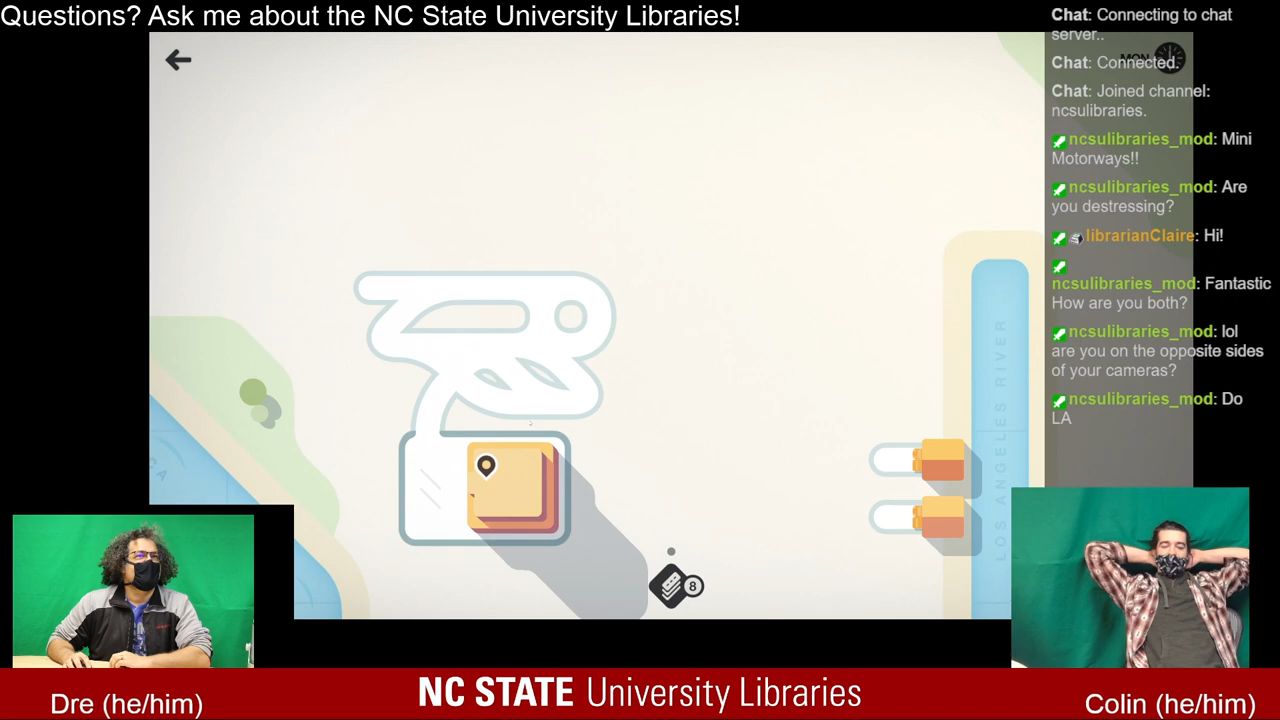 Questions? Ask me about the NC State University Libraries!
Chat: Connecting to chat
server..
MON
Chat: Connected.
Chat: Joined channel:
ncsulibraries.
ncsulibraries_mod: Mini
Motorways!!
ncsulibraries_mod: Are
you destressing?
librarianClaire: Hi!
ncsulibraries_mod: Fantastic
How are you both?
ncsulibraries_mod: lol
are you on the opposite sides
of your cameras?
ncsulibraries_mod: Do
LA
LOS ANGELES RIVER
CA
8
Dre (he/him)
NC STATE University Libraries
Colin (he/him)